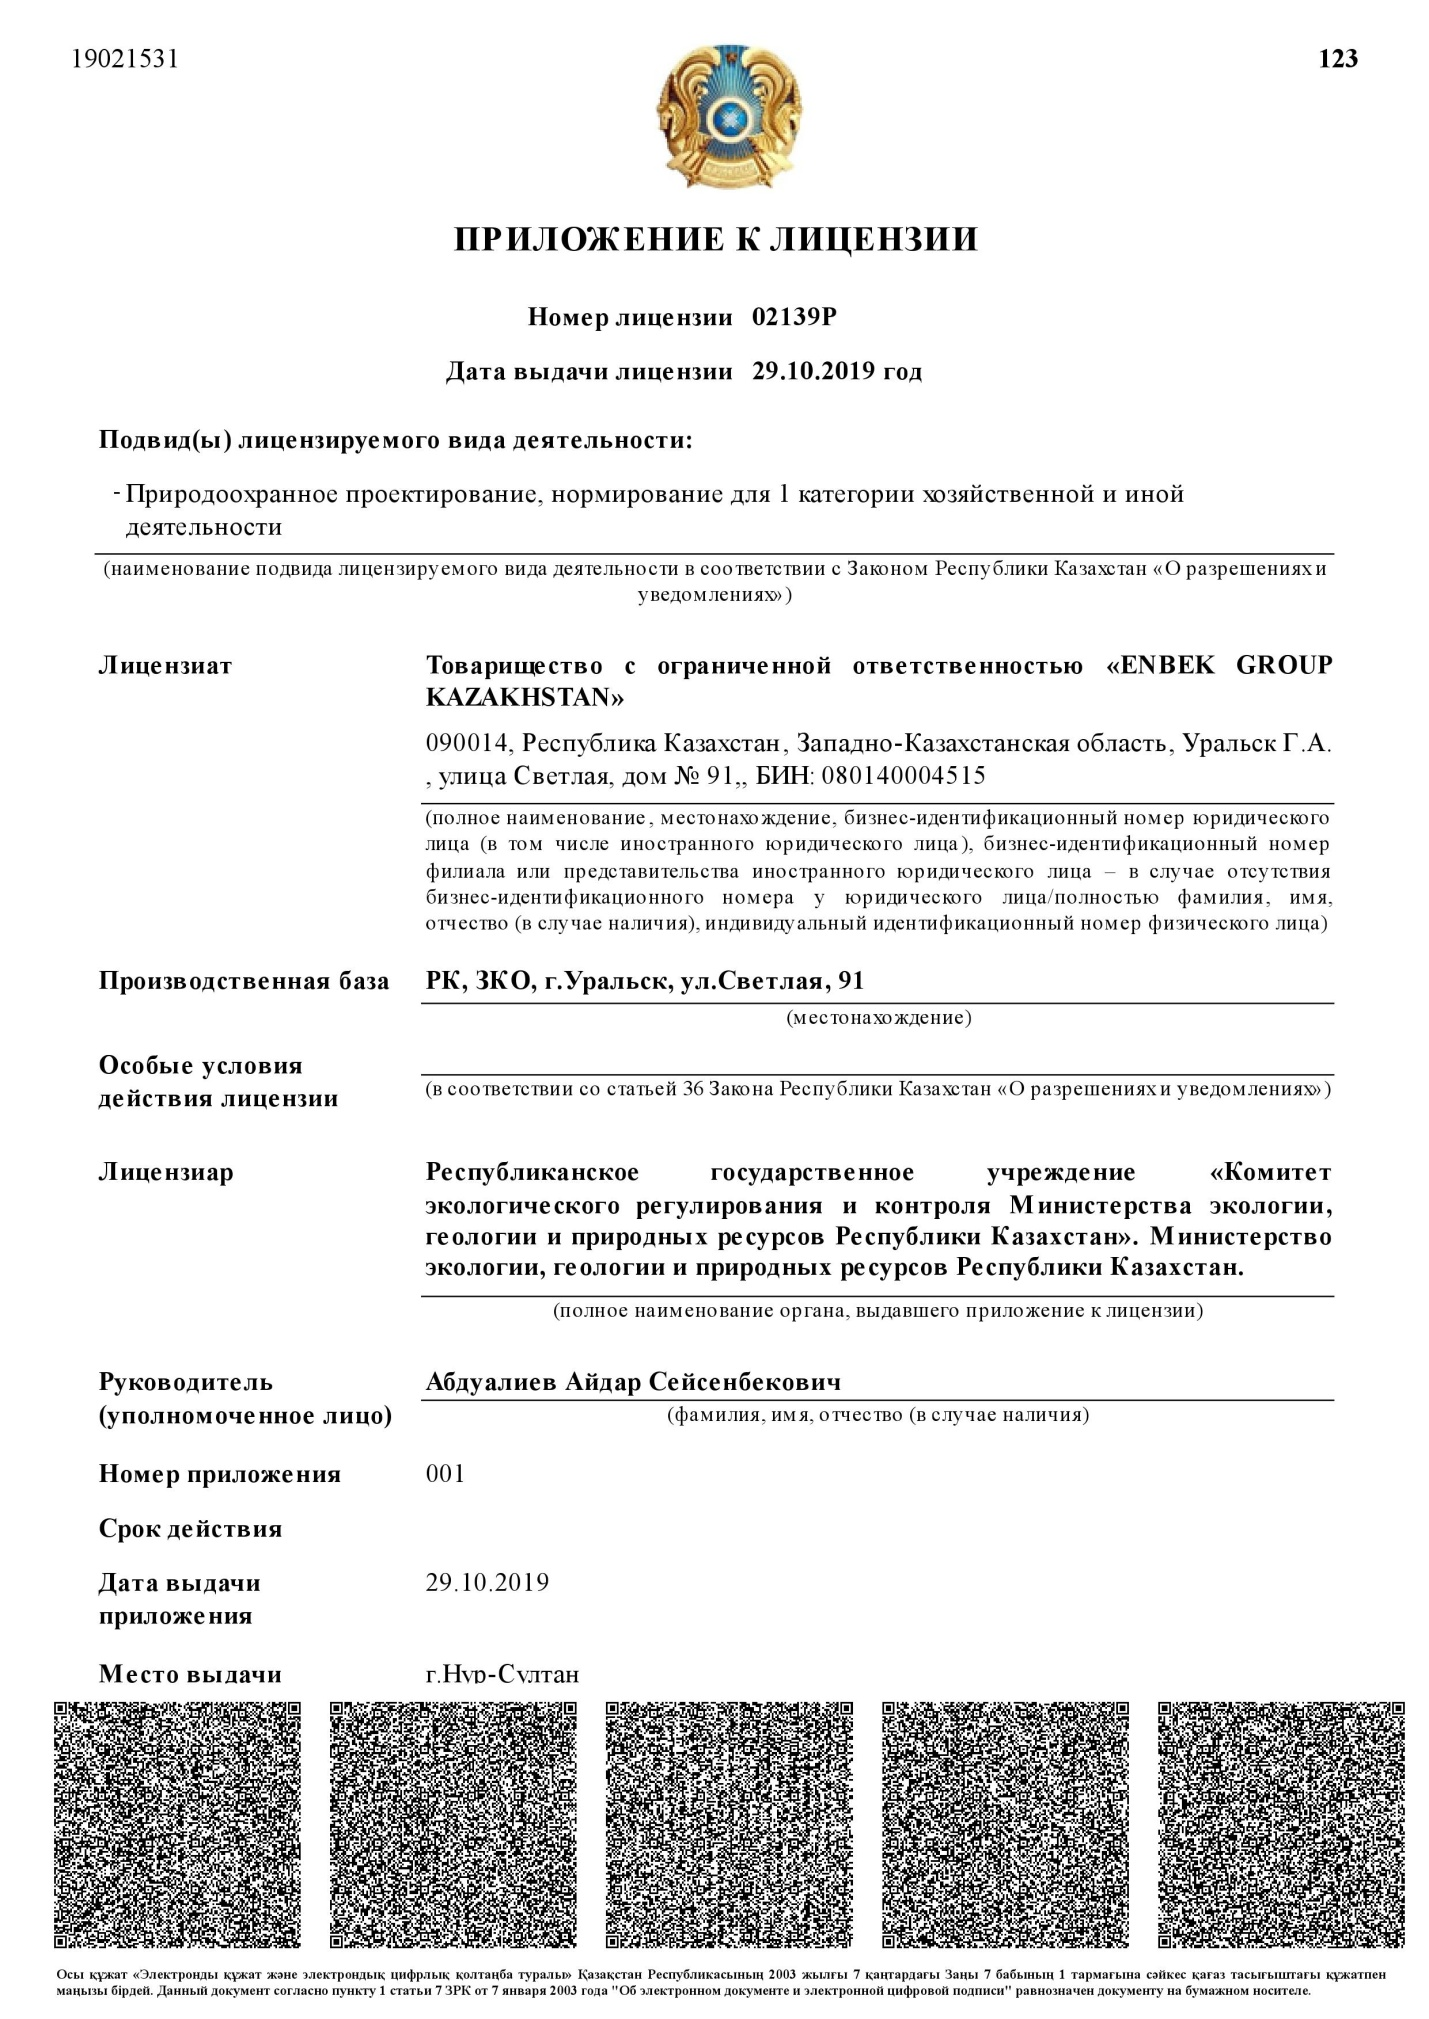 19021531
123
ПРИЛОЖЕНИЕ К ЛИЦЕНЗИИ
Номер лицензии 02139Р
Дата выдачи лицензии 29.10.2019 год
Подвид(ы) лицензируемого вида деятельности:
- Природоохранное проектирование, нормирование для 1 категории хозяйственной и иной
деятельности
(наименование подвида лицензируемого вида деятельности в соответствии с Законом Республики Казахстан «О разрешениях и
уведомлениях»)
Лицензиат
Товарищество с ограниченной ответственностью «ENBEK GROUP
KAZAKHSTAN»
090014, Республика Казахстан, Западно-Казахстанская область, Уральск Г.А.
, улица Светлая, дом № 91,, БИН: 080140004515
(полное наименование, местонахождение, бизнес-идентификационный номер юридического
лица (в том числе иностранного юридического лица), бизнес-идентификационный номер
филиала или представительства иностранного юридического лица – в случае отсутствия
бизнес-идентификационного номера у юридического лица/полностью фамилия, имя,
отчество (в случае наличия), индивидуальный идентификационный номер физического лица)
Производственная база
РК, ЗКО, г.Уральск, ул.Светлая, 91
(местонахождение)
Особые условия
действия лицензии
(в соответствии со статьей 36 Закона Республики Казахстан «О разрешениях и уведомлениях»)
Лицензиар
Республиканское государственное учреждение «Комитет
экологического регулирования и контроля Министерства экологии,
геологии и природных ресурсов Республики Казахстан». Министерство
экологии, геологии и природных ресурсов Республики Казахстан.
(полное наименование органа, выдавшего приложение к лицензии)
Руководитель
(уполномоченное лицо)
Абдуалиев Айдар Сейсенбекович
(фамилия, имя, отчество (в случае наличия)
Номер приложения
001
Срок действия
Дата выдачи
приложения
29.10.2019
Место выдачи
г.Нур-Султан
Осы құжат «Электронды құжат және электрондық цифрлық қолтаңба туралы» Қазақстан Республикасының 2003 жылғы 7 қаңтардағы Заңы 7 бабының 1 тармағына сәйкес қағаз тасығыштағы құжатпен
маңызы бірдей. Данный документ согласно пункту 1 статьи 7 ЗРК от 7 января 2003 года "Об электронном документе и электронной цифровой подписи" равнозначен документу на бумажном носителе.